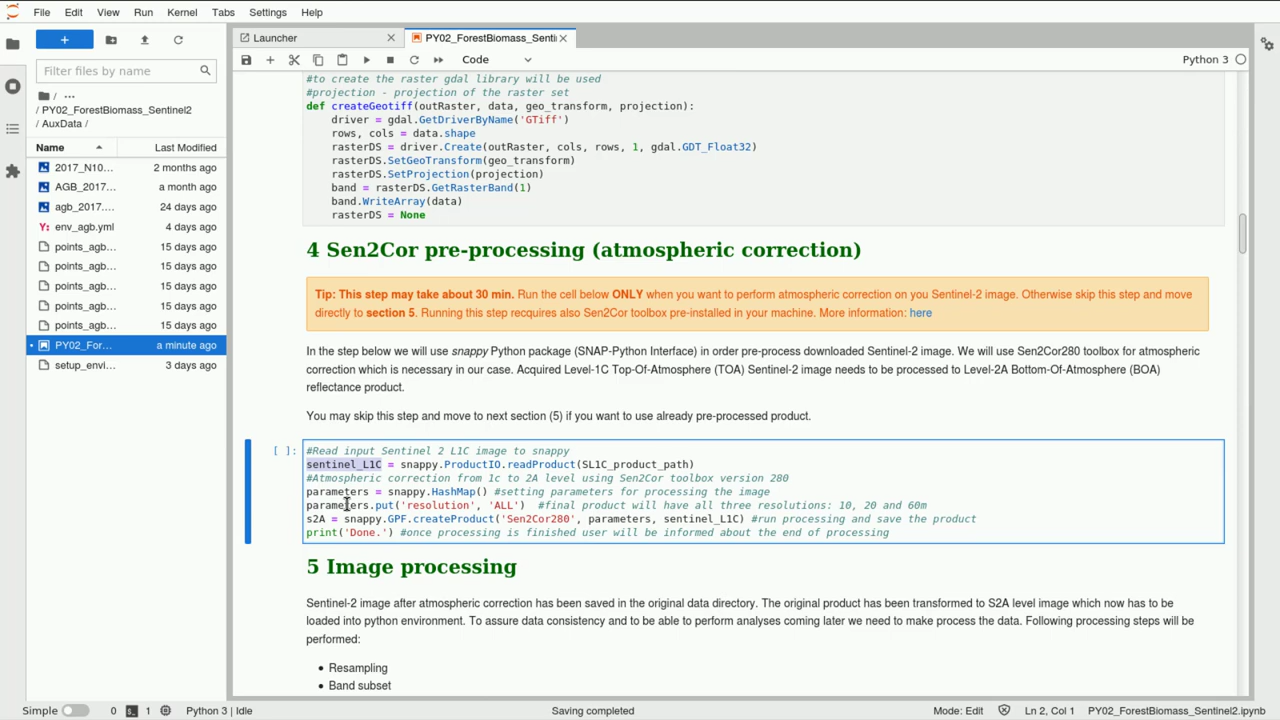 File Edit View Run Kernel Tabs Settings Help
Launcher
PY02_ForestBiomass_Senti
Filter files by name
Code
Python 3
/ ...
/ PY02_ForestBiomass_Sentinel2
/ AuxData /
Name Last Modified
2017_N10... 2 months ago
AGB_2017... a month ago
agb_2017.... 24 days ago
Y: env_agb.yml 4 days ago
points_agb... 15 days ago
points_agb... 15 days ago
points_agb... 15 days ago
points_agb... 15 days ago
points_agb... 15 days ago
PY02_For... a minute ago
setup_envi... 3 days ago
#to create the raster gdal library will be used
#projection - projection of the raster set
def createGeotiff(outRaster, data, geo_transform, projection):
driver = gdal.GetDriverByName('GTiff')
rows, cols = data.shape
rasterDS = driver.Create(outRaster, cols, rows, 1, gdal.GDT_Float32)
rasterDS.SetGeoTransform(geo_transform)
rasterDS.SetProjection(projection)
band = rasterDS.GetRasterBand(1)
band.WriteArray(data)
rasterDS = None
4 Sen2Cor pre-processing (atmospheric correction)
Tip: This step may take about 30 min. Run the cell below ONLY when you want to perform atmospheric correction on you Sentinel-2 image. Otherwise skip this step and move
directly to section 5. Running this step recquires also Sen2Cor toolbox pre-installed in your machine. More information: here
In the step below we will use snappy Python package (SNAP-Python Interface) in order pre-process downloaded Sentinel-2 image. We will use Sen2Cor280 toolbox for atmospheric
correction which is necessary in our case. Acquired Level-1C Top-Of-Atmosphere (TOA) Sentinel-2 image needs to be processed to Level-2A Bottom-Of-Atmosphere (BOA)
reflectance product.
You may skip this step and move to next section (5) if you want to use already pre-processed product.
[ ]:
#Read input Sentinel 2 L1C image to snappy
sentinel_L1C = snappy.ProductIO.readProduct(SL1C_product_path)
#Atmospheric correction from 1c to 2A level using Sen2Cor toolbox version 280
parameters = snappy.HashMap() #setting parameters for processing the image
parameters.put('resolution', 'ALL') #final product will have all three resolutions: 10, 20 and 60m
s2A = snappy.GPF.createProduct('Sen2Cor280', parameters, sentinel_L1C) #run processing and save the product
print('Done.') #once processing is finished user will be informed about the end of processing
5 Image processing
Sentinel-2 image after atmospheric correction has been saved in the original data directory. The original product has been transformed to S2A level image which now has to be
loaded into python environment. To assure data consistency and to be able to perform analyses coming later we need to make process the data. Following processing steps will be
performed:
• Resampling
• Band subset
Simple 0 1 Python 3 | Idle Saving completed Mode: Edit Ln 2, Col 1 PY02_ForestBiomass_Sentinel2.ipynb